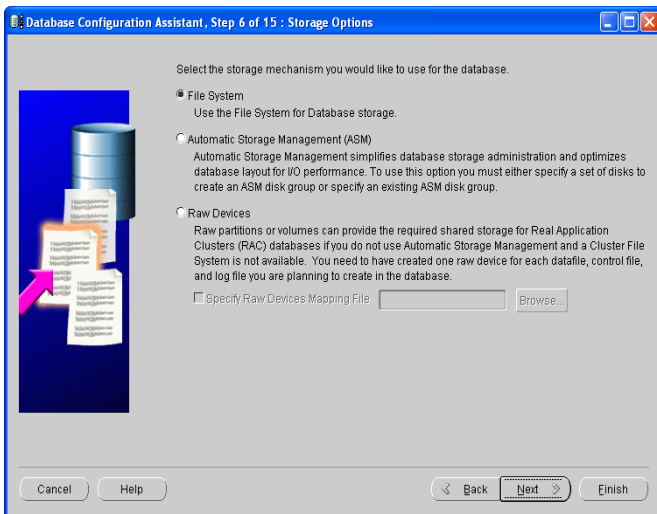 Database Configuration Assistant, Step 6 of 15 : Storage Options
Select the storage mechanism you would like to use for the database.
File System
Use the File System for Database storage.
Automatic Storage Management (ASM)
Automatic Storage Management simplifies database storage administration and optimizes
database layout for I/O performance. To use this option you must either specify a set of disks to
create an ASM disk group or specify an existing ASM disk group.
Raw Devices
Raw partitions or volumes can provide the required shared storage for Real Application
Clusters (RAC) databases if you do not use Automatic Storage Management and a Cluster File
System is not available. You need to have created one raw device for each datafile, control file,
and log file you are planning to create in the database.
Specify Raw Devices Mapping File
Browse...
Cancel
Help
Back
Next
Finish